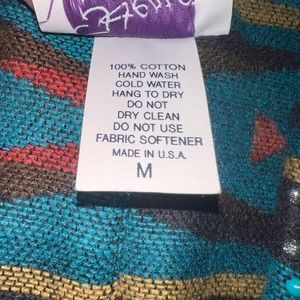 100% COTTON
HAND WASH
COLD WATER
HANG TO DRY
DO NOT
DRY CLEAN
DO NOT USE
FABRIC SOFTENER
MADE IN U.S.A.
M